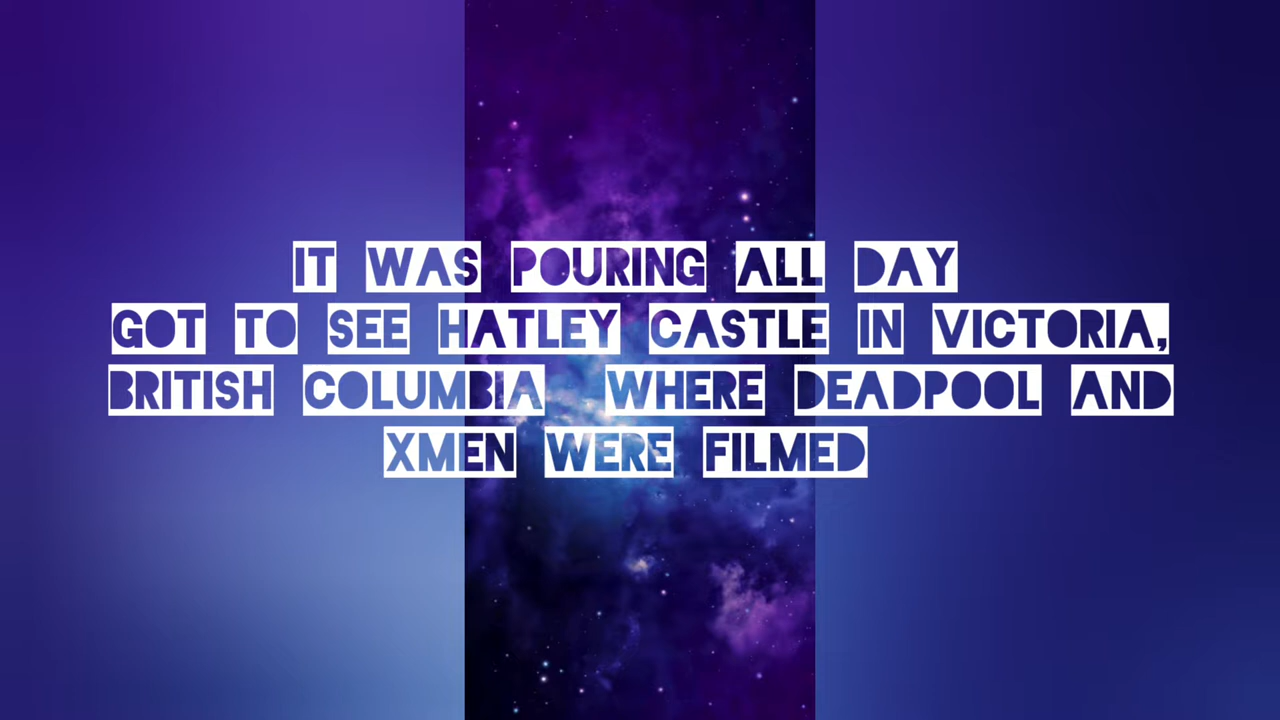 IT WAS POURING ALL DAY
GOT TO SEE HATLEY CASTLE IN VICTORIA,
BRITISH COLUMBIA WHERE DEADPOOL AND
XMEN WERE FILMED